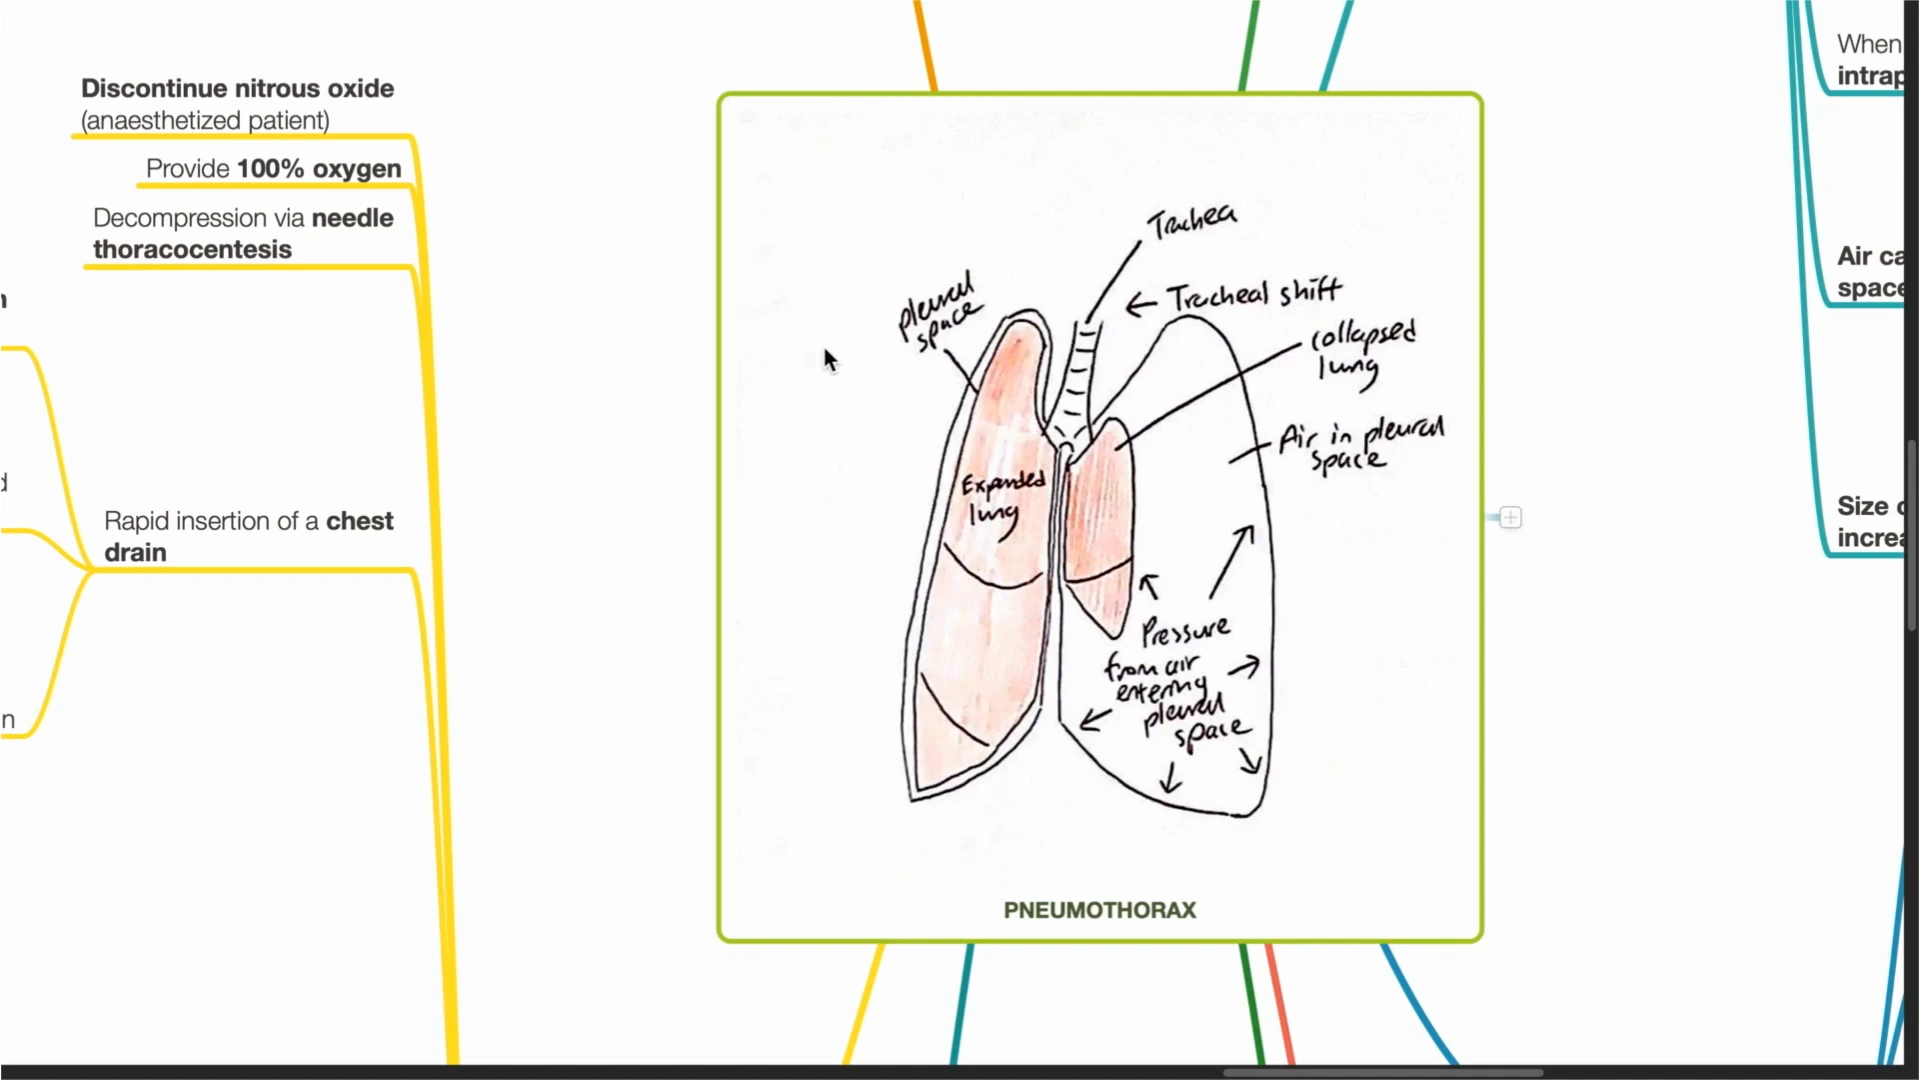 Discontinue nitrous oxide
(anaesthetized patient)
Provide 100% oxygen
Decompression via needle
thoracocentesis
Rapid insertion of a chest
drain
Trachea
← Tracheal shift
pleural
space
collapsed
lung
Air in pleural
space
Expanded
lung
Pressure
from air
entering
pleural
space
PNEUMOTHORAX
When
intrap
Air ca
space
Size
increa